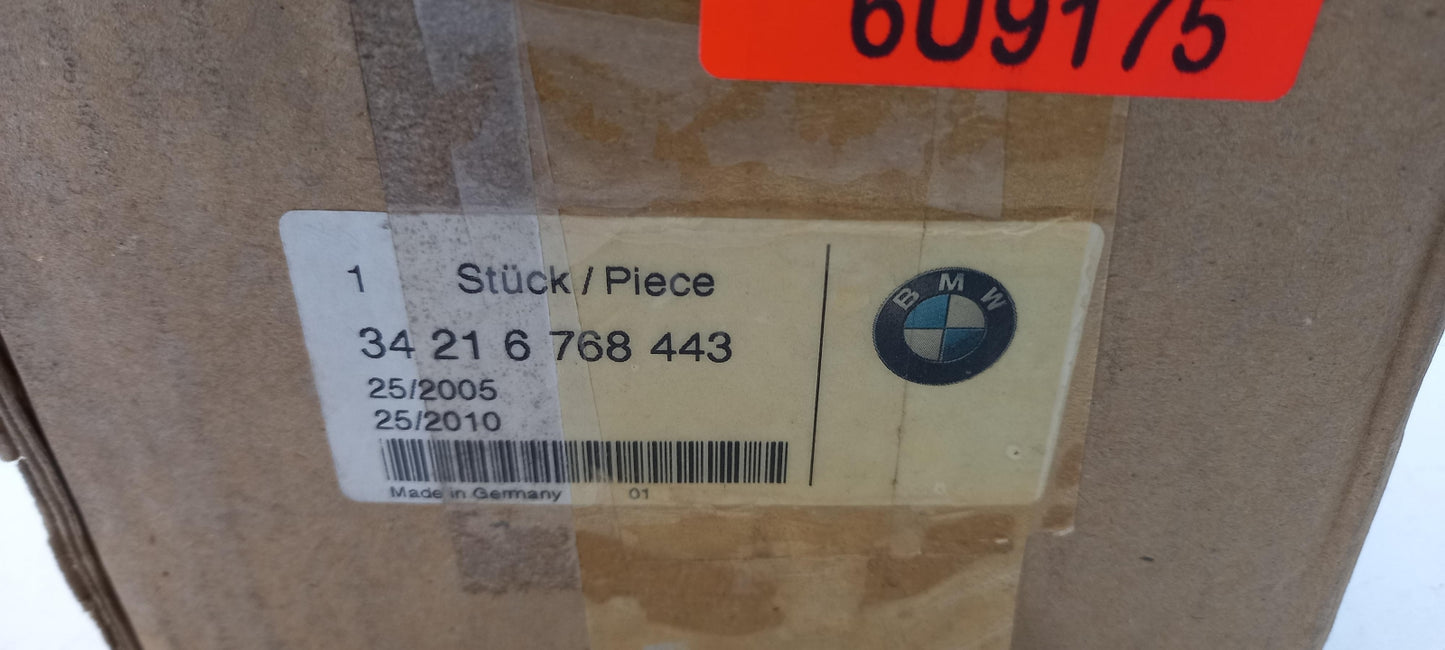 6U9175
1 Stück / Piece
34 21 6 768 443
25/2005
25/2010
Made in Germany 01
BMW